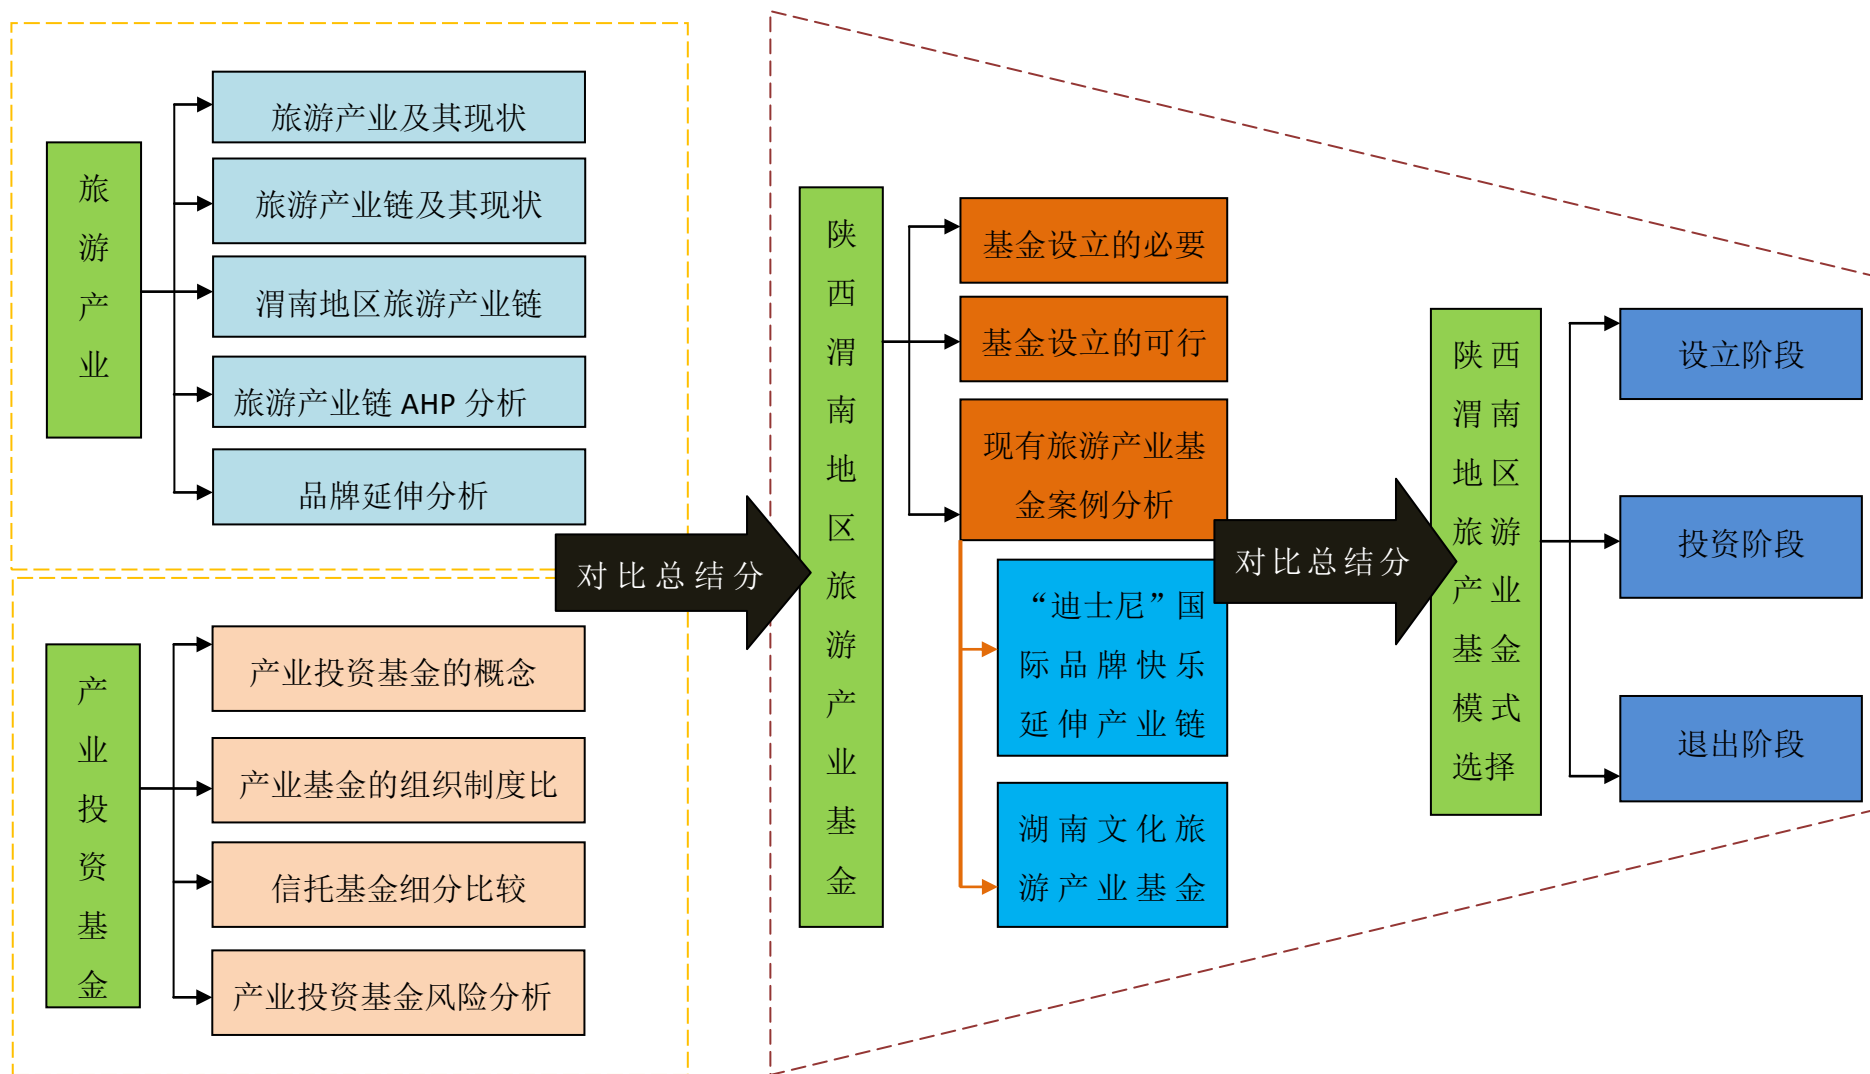 旅游产业
旅游产业及其现状
旅游产业链及其现状
渭南地区旅游产业链
旅游产业链 AHP 分析
品牌延伸分析
产业投资基金
产业投资基金的概念
产业基金的组织制度比
信托基金细分比较
产业投资基金风险分析
对比总结分
陕西渭南地区旅游产业基金
基金设立的必要
基金设立的可行
现有旅游产业基
金案例分析
“迪士尼”国
际品牌快乐
延伸产业链
湖南文化旅
游产业基金
对比总结分
陕西
渭南
地区
旅游
产业
基金
模式
选择
设立阶段
投资阶段
退出阶段